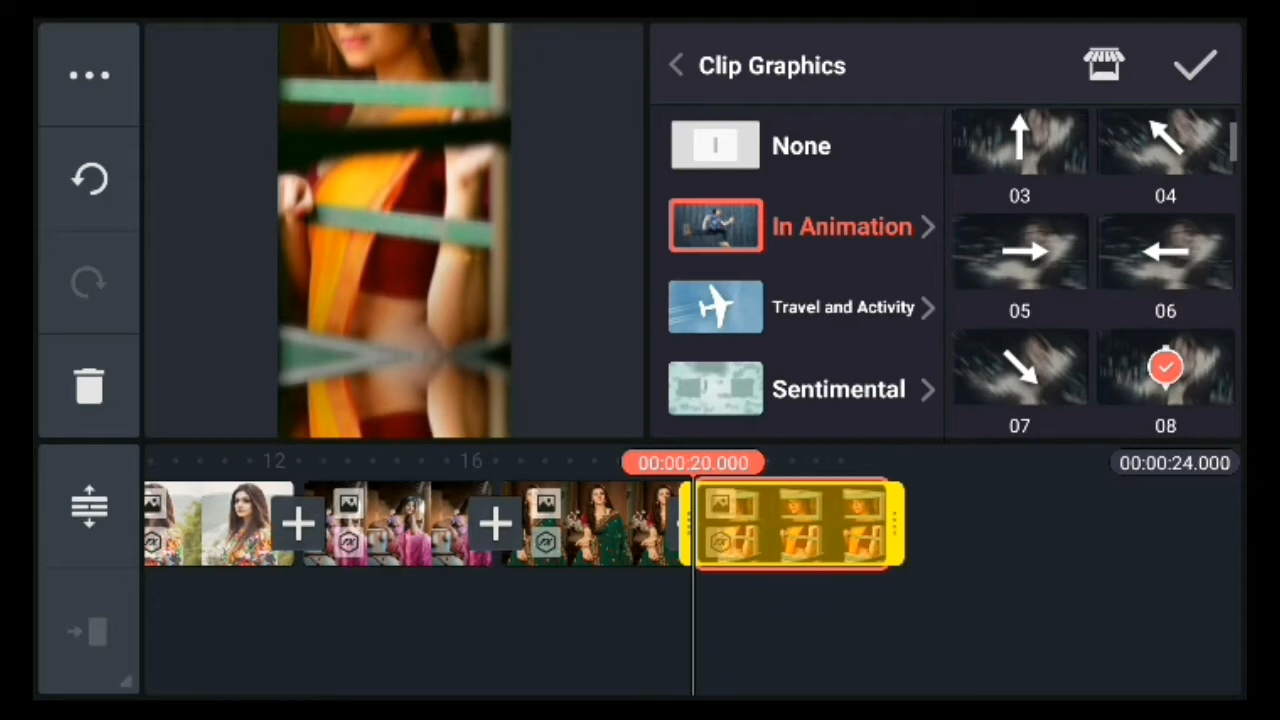 Clip Graphics
None
In Animation
Travel and Activity
Sentimental
03
04
05
06
07
08
12
16
00:00:20.000
00:00:24.000